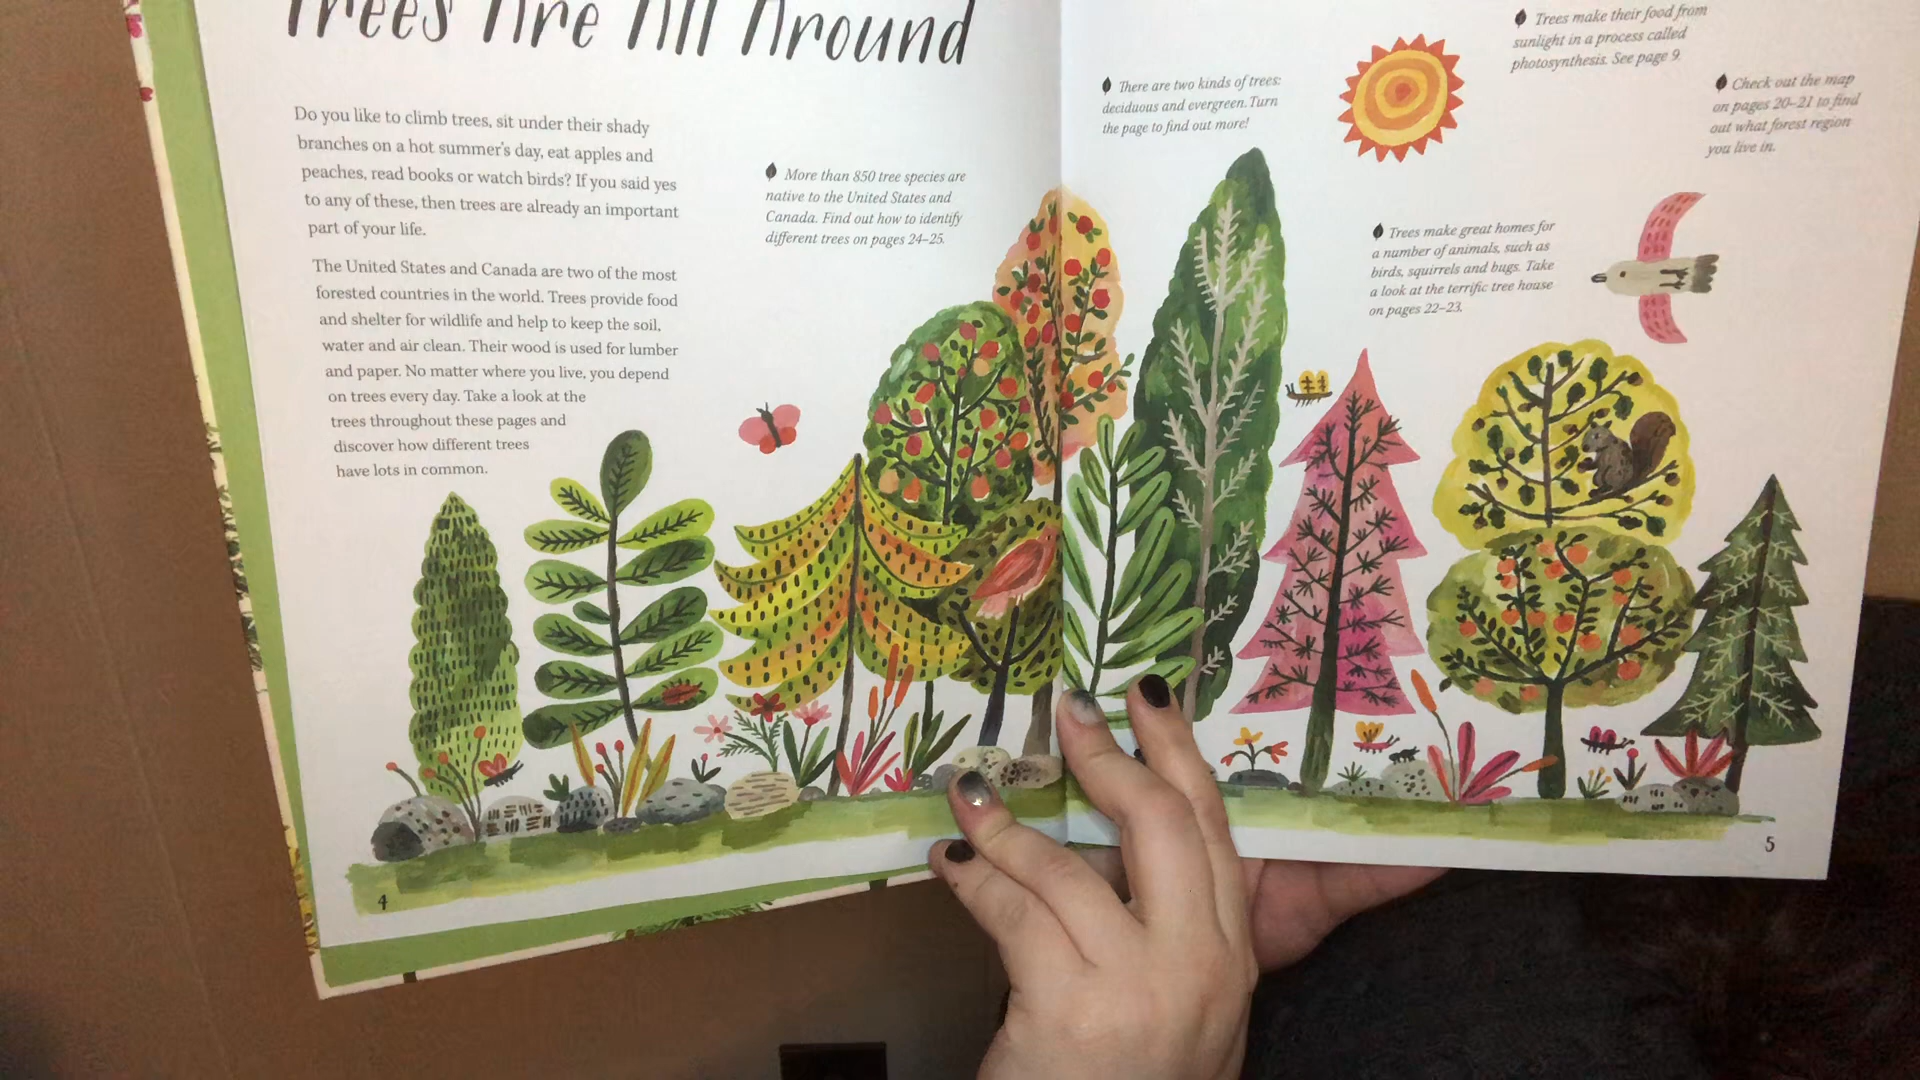 Trees Are All Around
Do you like to climb trees, sit under their shady
branches on a hot summer's day, eat apples and
peaches, read books or watch birds? If you said yes
to any of these, then trees are already an important
part of your life.
The United States and Canada are two of the most
forested countries in the world. Trees provide food
and shelter for wildlife and help to keep the soil,
water and air clean. Their wood is used for lumber
and paper. No matter where you live, you depend
on trees every day. Take a look at the
trees throughout these pages and
discover how different trees
have lots in common.
More than 850 tree species are
native to the United States and
Canada. Find out how to identify
different trees on pages 24–25.
4
There are two kinds of trees:
deciduous and evergreen. Turn
the page to find out more!
Trees make their food from
sunlight in a process called
photosynthesis. See page 9.
Check out the map
on pages 20–21 to find
out what forest region
you live in.
Trees make great homes for
a number of animals, such as
birds, squirrels and bugs. Take
a look at the terrific tree house
on pages 22–23.
5